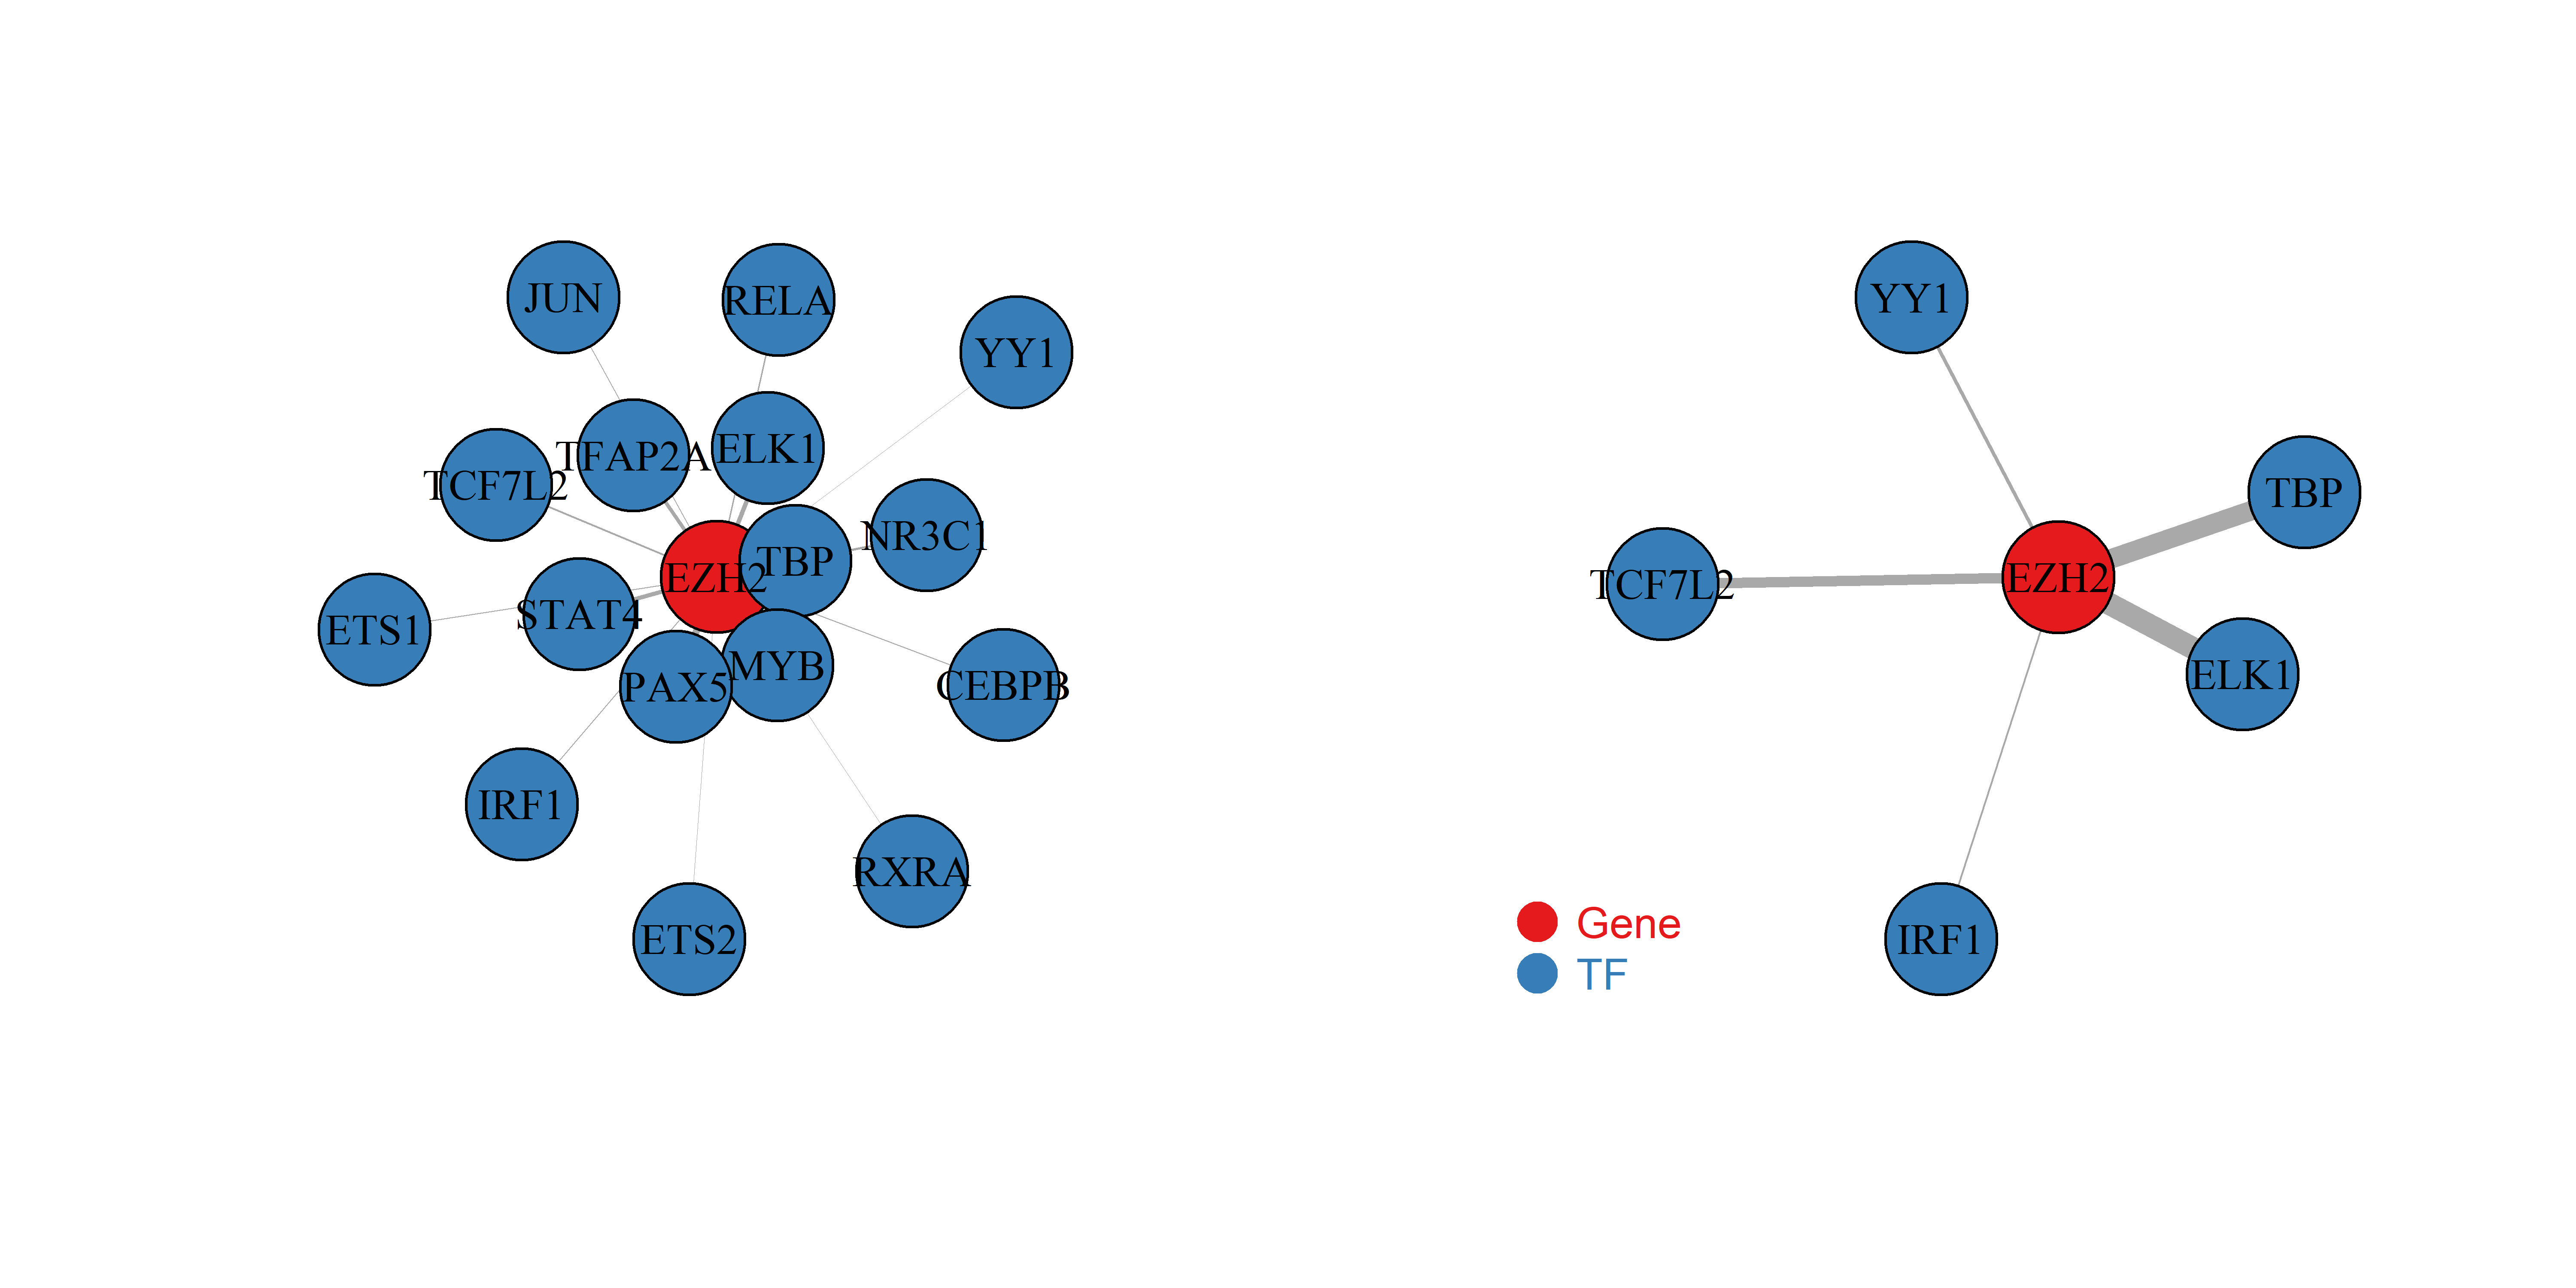 JUN
RELA
YY1
TFAP2A
ELK1
TCF7L2
NR3C1
TBP
EZH2
STAT4
ETS1
MYB
PAX5
CEBPB
IRF1
RXRA
ETS2
YY1
TBP
TCF7L2
EZH2
ELK1
IRF1
Gene
TF